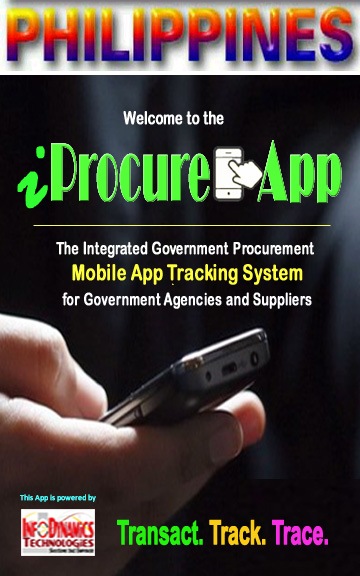 PHILIPPINES
Welcome to the
iProcure App
The Integrated Government Procurement
Mobile App Tracking System
for Government Agencies and Suppliers
This App is powered by
INFODYNAMICS
TECHNOLOGIES
Transact. Track. Trace.